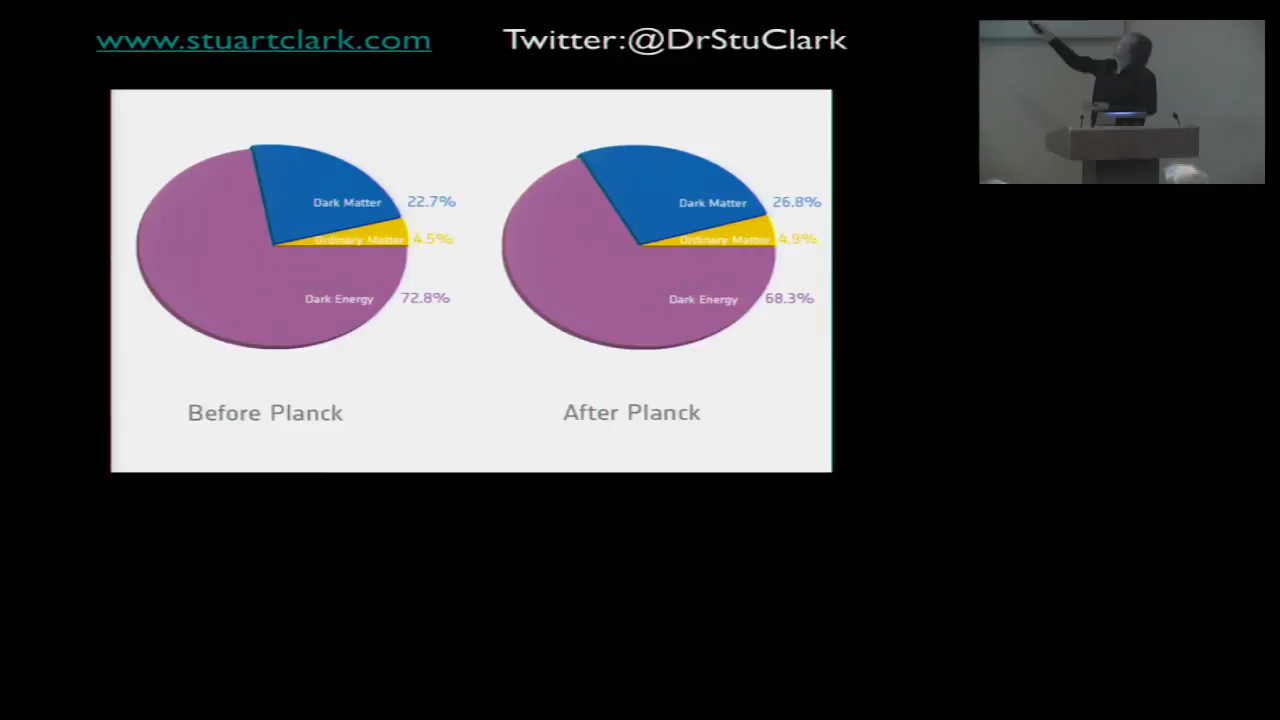 www.stuartclark.com
Twitter:@DrStuClark
Dark Matter 22.7%
Ordinary Matter 4.5%
Dark Energy 72.8%
Before Planck
Dark Matter 26.8%
Ordinary Matter 4.9%
Dark Energy 68.3%
After Planck